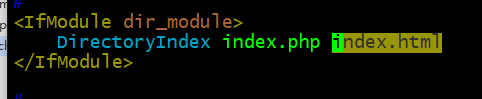 #
<IfModule dir_module>
    DirectoryIndex index.php index.html
</IfModule>
#